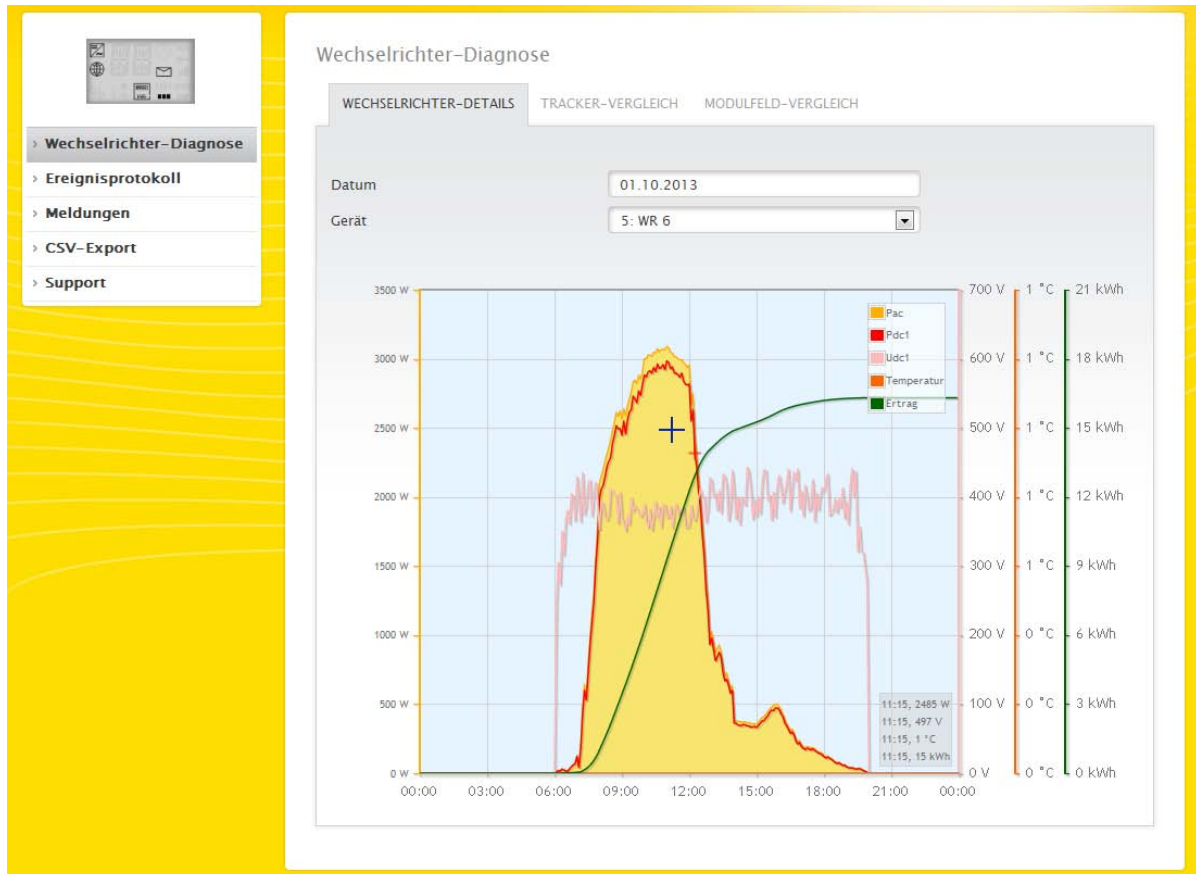 Wechselrichter-Diagnose
Ereignisprotokoll
Meldungen
CSV-Export
Support
Wechselrichter-Diagnose
WECHSELRICHTER-DETAILS TRACKER-VERGLEICH MODULFELD-VERGLEICH
Datum 01.10.2013
Gerät 5: WR 6
3500 W 700 V 1 °C 21 kWh
Pac
Pdc1
3000 W Udc1 600 V 1 °C 18 kWh
Temperatur
Ertrag
2500 W 500 V 1 °C 15 kWh
2000 W 400 V 1 °C 12 kWh
1500 W 300 V 1 °C 9 kWh
1000 W 200 V 0 °C 6 kWh
500 W 11:15, 2485 W 100 V 0 °C 3 kWh
11:15, 497 V
11:15, 1 °C
11:15, 15 kWh
0 W 0 V 0 °C 0 kWh
00:00 03:00 06:00 09:00 12:00 15:00 18:00 21:00 00:00